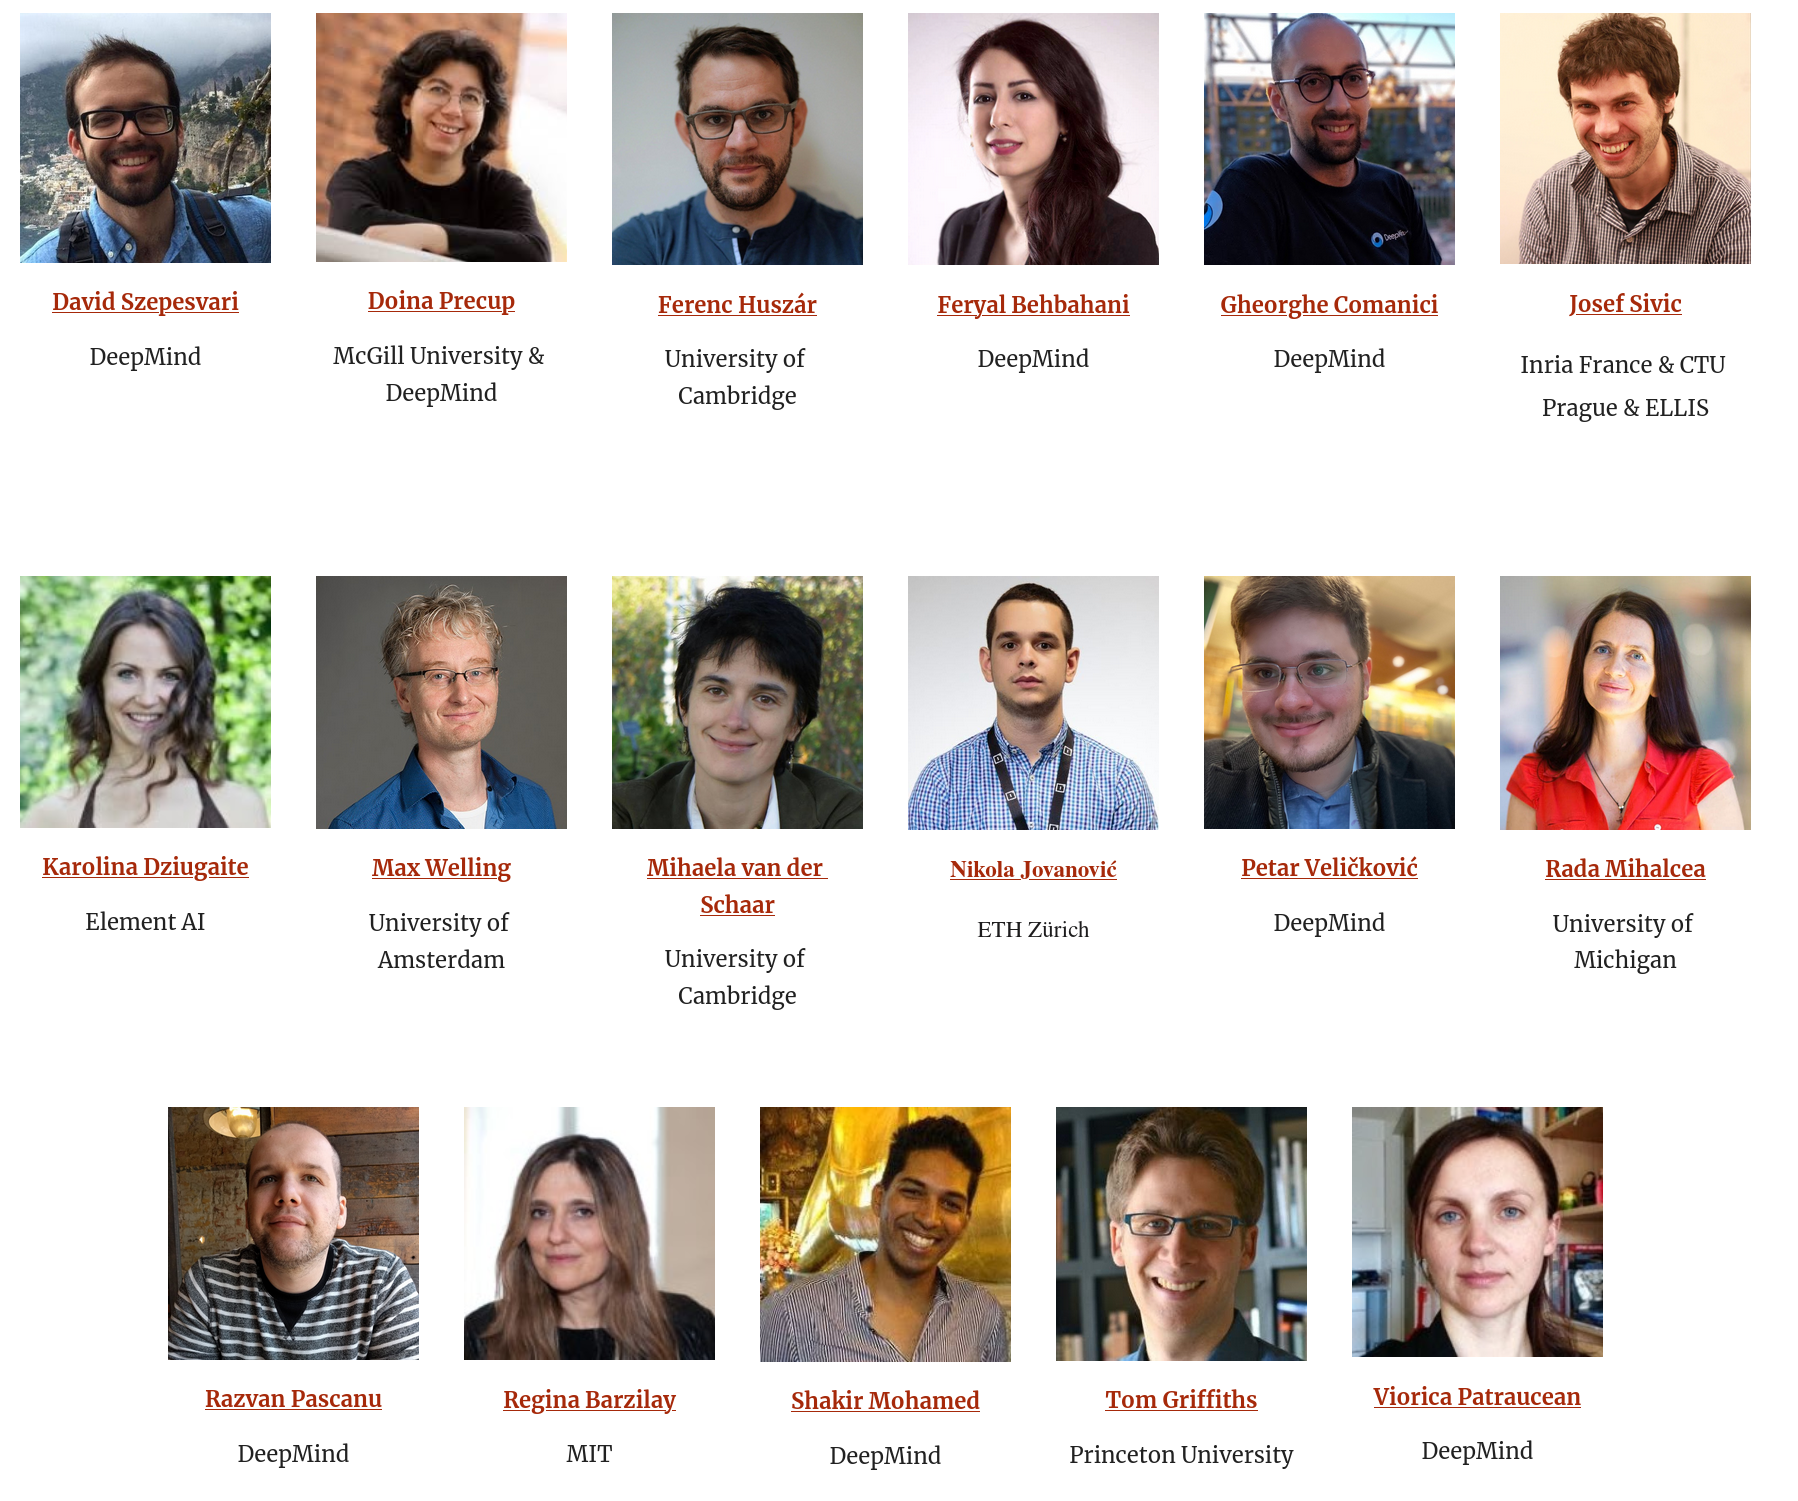 David Szepesvari
DeepMind
Doina Precup
McGill University &
DeepMind
Ferenc Huszár
University of
Cambridge
Feryal Behbahani
DeepMind
Gheorghe Comanici
DeepMind
Josef Sivic
Inria France & CTU
Prague & ELLIS
Karolina Dziugaite
Element AI
Max Welling
University of
Amsterdam
Mihaela van der
Schaar
University of
Cambridge
Nikola Jovanović
ETH Zürich
Petar Veličković
DeepMind
Rada Mihalcea
University of
Michigan
Razvan Pascanu
DeepMind
Regina Barzilay
MIT
Shakir Mohamed
DeepMind
Tom Griffiths
Princeton University
Viorica Patraucean
DeepMind